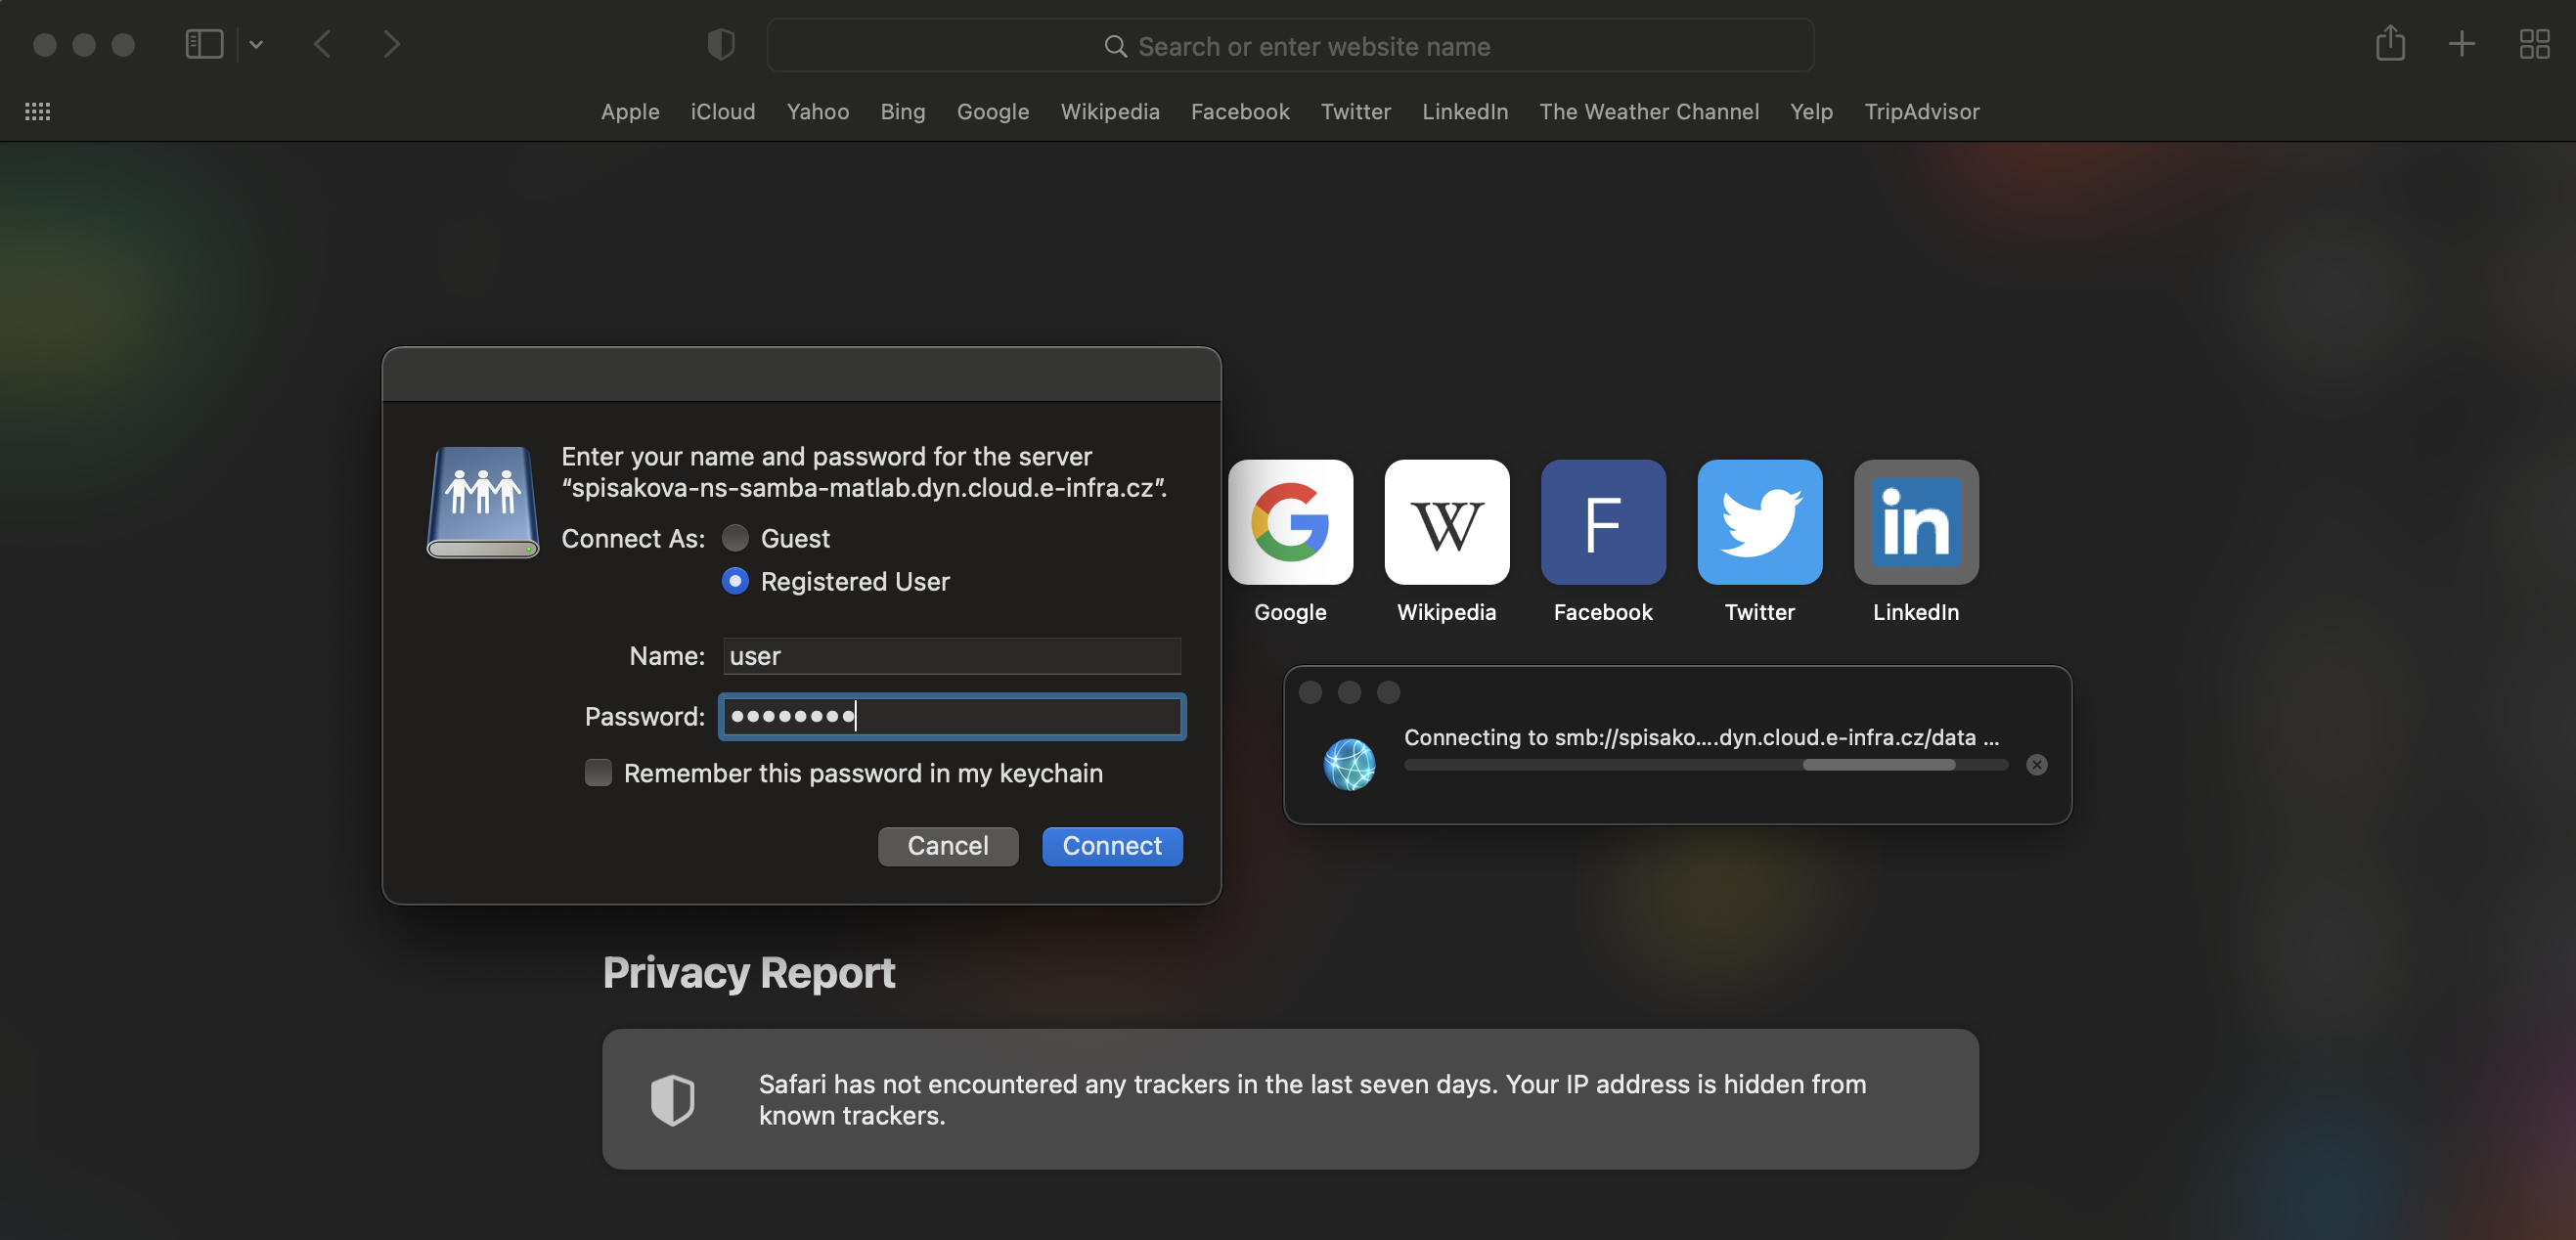 Search or enter website name
Apple iCloud Yahoo Bing Google Wikipedia Facebook Twitter LinkedIn The Weather Channel Yelp TripAdvisor
Enter your name and password for the server
“spisakova-ns-samba-matlab.dyn.cloud.e-infra.cz”.
Connect As: Guest
Registered User
Name: user
Password: ••••••••
Remember this password in my keychain
Cancel Connect
W F in
Google Wikipedia Facebook Twitter LinkedIn
Connecting to smb://spisako....dyn.cloud.e-infra.cz/data ...
Privacy Report
Safari has not encountered any trackers in the last seven days. Your IP address is hidden from
known trackers.